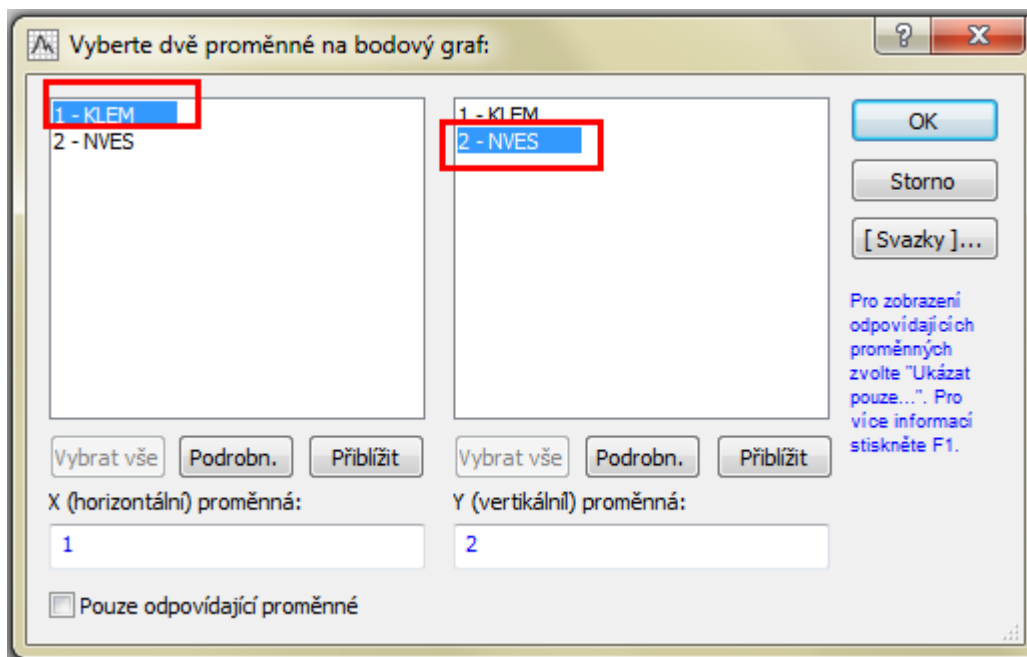 Vyberte dvě proměnné na bodový graf:
1 - KLEM
2 - NVES
1 - KLEM
2 - NVES
OK
Storno
[ Svazky ]...
Pro zobrazení
odpovídajících
proměnných
zvolte "Ukázat
pouze...". Pro
více informací
stiskněte F1.
Vybrat vše
Podrobn.
Přiblížit
Vybrat vše
Podrobn.
Přiblížit
X (horizontální) proměnná:
Y (vertikálníl) proměnná:
1
2
Pouze odpovídající proměnné